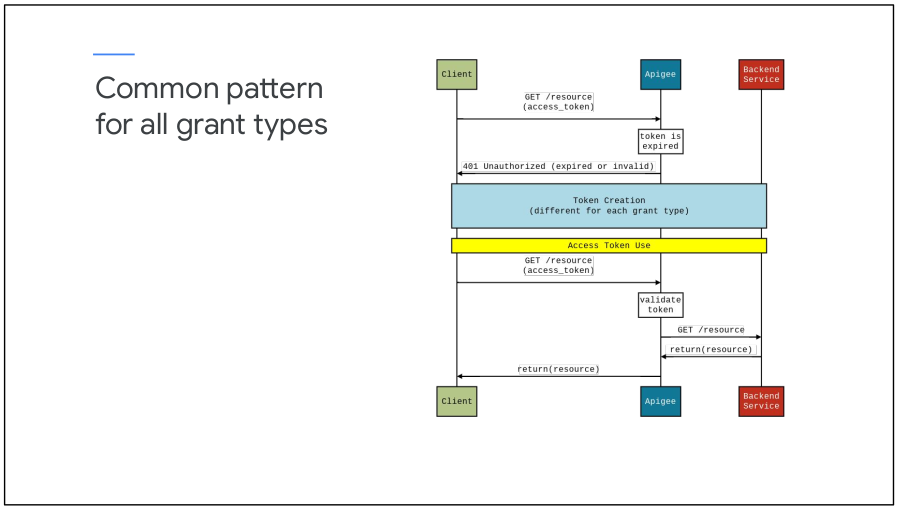 Common pattern
for all grant types
Client
Apigee
Backend
Service
GET /resource
(access_token)
token is
expired
401 Unauthorized (expired or invalid)
Token Creation
(different for each grant type)
Access Token Use
GET /resource
(access_token)
validate
token
GET /resource
return(resource)
return(resource)
Client
Apigee
Backend
Service